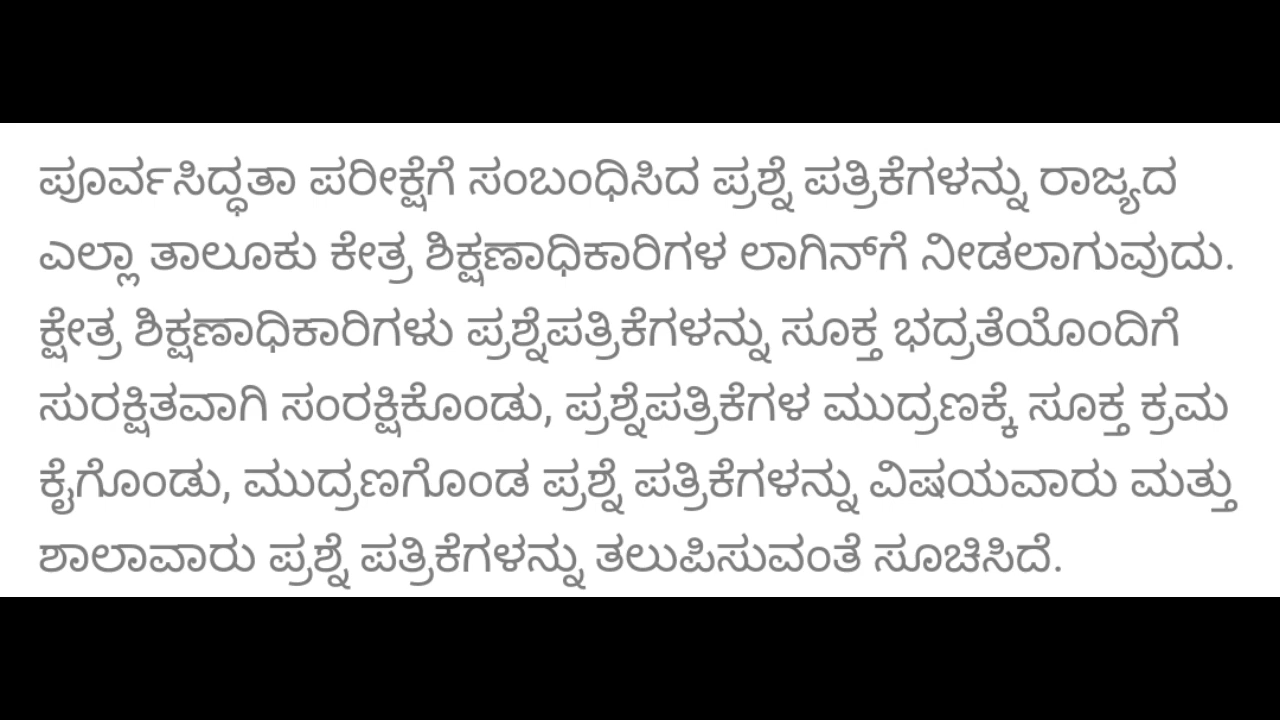 ಪೂರ್ವಸಿದ್ಧತಾ ಪರೀಕ್ಷೆಗೆ ಸಂಬಂಧಿಸಿದ ಪ್ರಶ್ನೆ ಪತ್ರಿಕೆಗಳನ್ನು ರಾಜ್ಯದ
ಎಲ್ಲಾ ತಾಲೂಕು ಕೇತ್ರ ಶಿಕ್ಷಣಾಧಿಕಾರಿಗಳ ಲಾಗಿನ್‌ಗೆ ನೀಡಲಾಗುವುದು.
ಕ್ಷೇತ್ರ ಶಿಕ್ಷಣಾಧಿಕಾರಿಗಳು ಪ್ರಶ್ನೆಪತ್ರಿಕೆಗಳನ್ನು ಸೂಕ್ತ ಭದ್ರತೆಯೊಂದಿಗೆ
ಸುರಕ್ಷಿತವಾಗಿ ಸಂರಕ್ಷಿಕೊಂಡು, ಪ್ರಶ್ನೆಪತ್ರಿಕೆಗಳ ಮುದ್ರಣಕ್ಕೆ ಸೂಕ್ತ ಕ್ರಮ
ಕೈಗೊಂಡು, ಮುದ್ರಣಗೊಂಡ ಪ್ರಶ್ನೆ ಪತ್ರಿಕೆಗಳನ್ನು ವಿಷಯವಾರು ಮತ್ತು
ಶಾಲಾವಾರು ಪ್ರಶ್ನೆ ಪತ್ರಿಕೆಗಳನ್ನು ತಲುಪಿಸುವಂತೆ ಸೂಚಿಸಿದೆ.